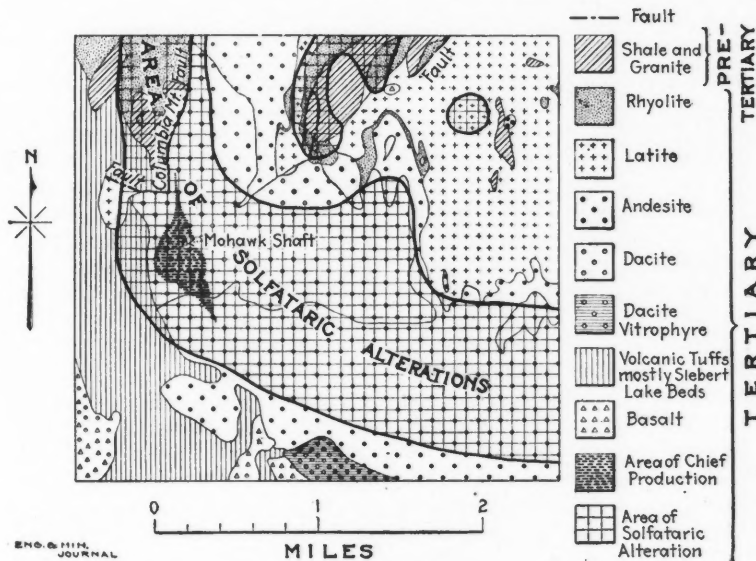 Fault
Shale and
Granite
PRE-
TERTIARY
Rhyolite
Latite
Andesite
Dacite
Dacite
Vitrophyre
Volcanic Tuffs
mostly Siebert
Lake Beds
Basalt
Area of Chief
Production
Area of
Solfataric
Alteration
TERTIARY
N
AREA
OF
SOLFATARIC
ALTERATIONS
Columbia Mt. Fault
Fault
Fault
Mohawk Shaft
0 1 2
MILES
ENG. & MIN.
JOURNAL